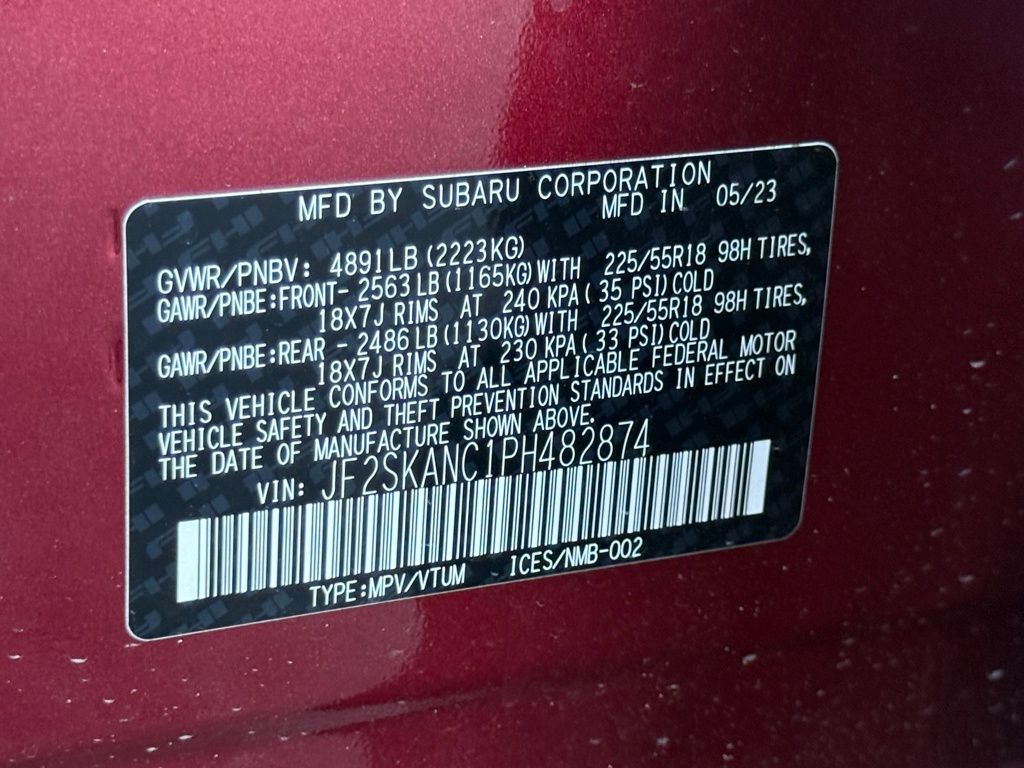 MFD BY SUBARU CORPORATION
MFD IN 05/23
GVWR/PNBV: 4891LB (2223KG)
GAWR/PNBE:FRONT- 2563 LB (1165KG) WITH 225/55R18 98H TIRES,
18X7J RIMS AT 240 KPA ( 35 PSI) COLD
GAWR/PNBE:REAR - 2486 LB (1130KG) WITH 225/55R18 98H TIRES,
18X7J RIMS AT 230 KPA ( 33 PSI) COLD
THIS VEHICLE CONFORMS TO ALL APPLICABLE FEDERAL MOTOR
VEHICLE SAFETY AND THEFT PREVENTION STANDARDS IN EFFECT ON
THE DATE OF MANUFACTURE SHOWN ABOVE.
VIN: JF2SKANC1PH482874
TYPE:MPV/VTUM ICES/NMB-002